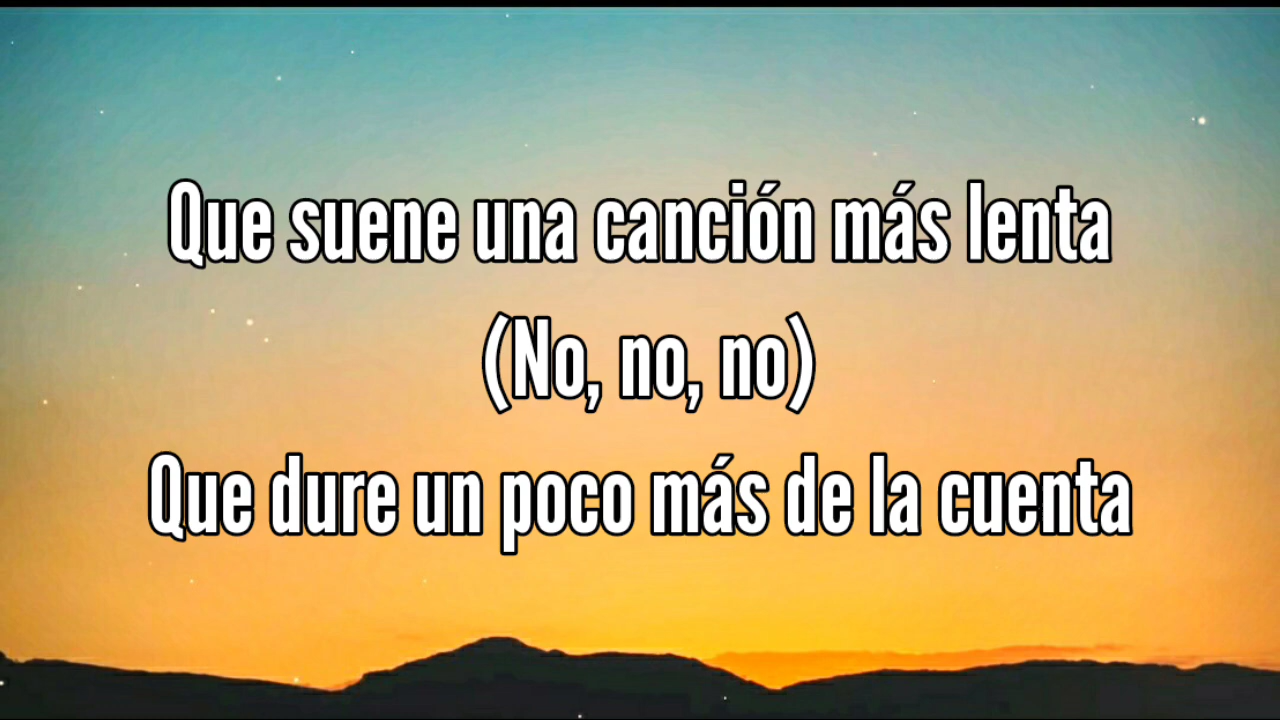 Que suene una canción más lenta
(No, no, no)
Que dure un poco más de la cuenta